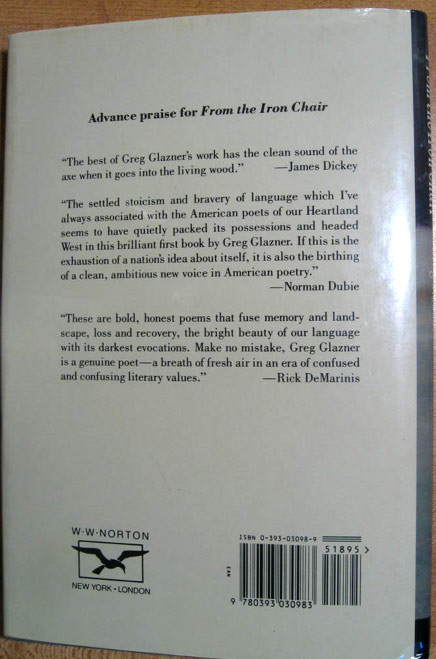 Advance praise for From the Iron Chair
“The best of Greg Glazner’s work has the clean sound of the
axe when it goes into the living wood.” —James Dickey
“The settled stoicism and bravery of language which I’ve
always associated with the American poets of our Heartland
seems to have quietly packed its possessions and headed
West in this brilliant first book by Greg Glazner. If this is the
exhaustion of a nation’s idea about itself, it is also the birthing
of a clean, ambitious new voice in American poetry.”
—Norman Dubie
“These are bold, honest poems that fuse memory and land-
scape, loss and recovery, the bright beauty of our language
with its darkest evocations. Make no mistake, Greg Glazner
is a genuine poet—a breath of fresh air in an era of confused
and confusing literary values.” —Rick DeMarinis
W·W·NORTON
NEW YORK · LONDON
ISBN 0-393-03098-9
51895>
EAN
9 780393 030983